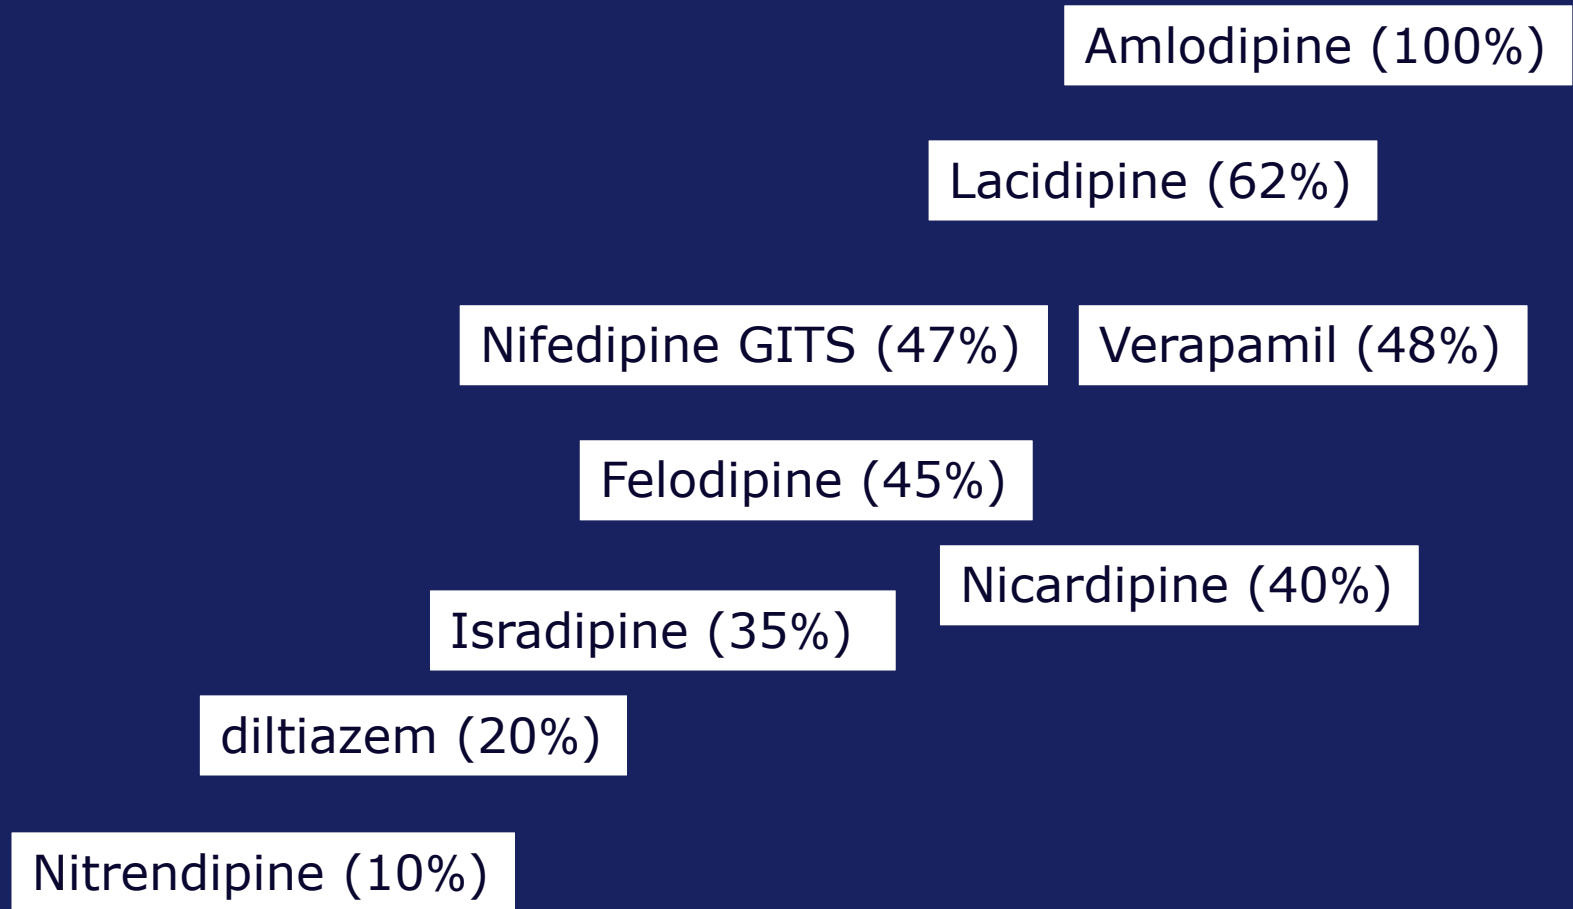 Amlodipine (100%)
Lacidipine (62%)
Nifedipine GITS (47%)
Verapamil (48%)
Felodipine (45%)
Nicardipine (40%)
Isradipine (35%)
diltiazem (20%)
Nitrendipine (10%)